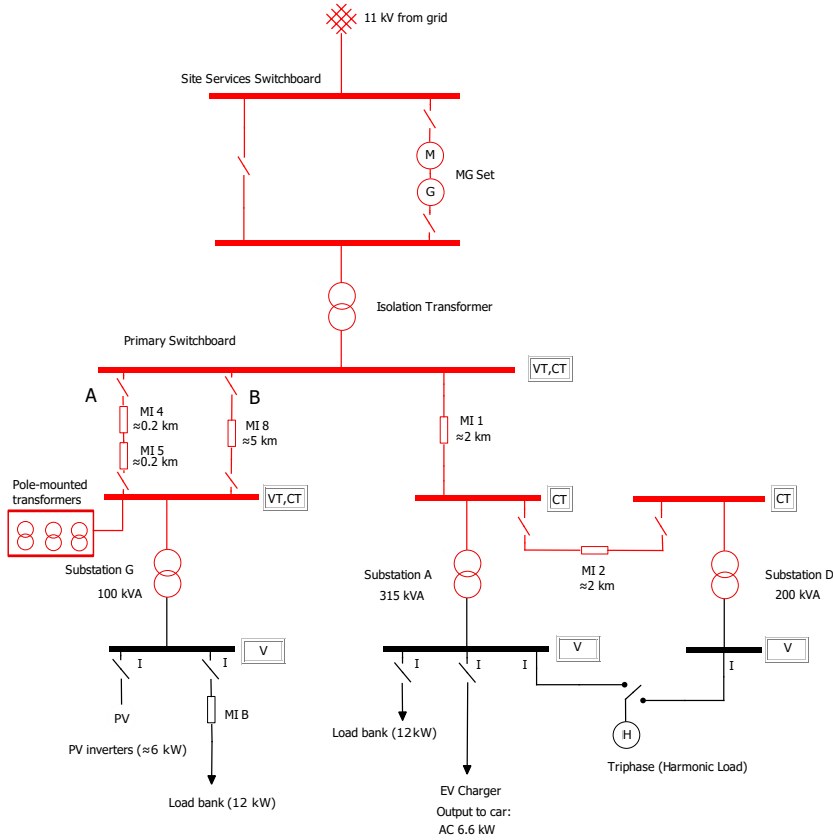 11 kV from grid
Site Services Switchboard
M
G
MG Set
Isolation Transformer
Primary Switchboard
VT,CT
A
B
MI 4
≈0.2 km
MI 5
≈0.2 km
MI 8
≈5 km
MI 1
≈2 km
Pole-mounted
transformers
VT,CT
CT
CT
Substation G
100 kVA
Substation A
315 kVA
MI 2
≈2 km
Substation D
200 kVA
V
V
V
I
I
I
I
I
I
PV
MI B
PV inverters (≈6 kW)
Load bank (12 kW)
Load bank (12kW)
H
Triphase (Harmonic Load)
EV Charger
Output to car:
AC 6.6 kW